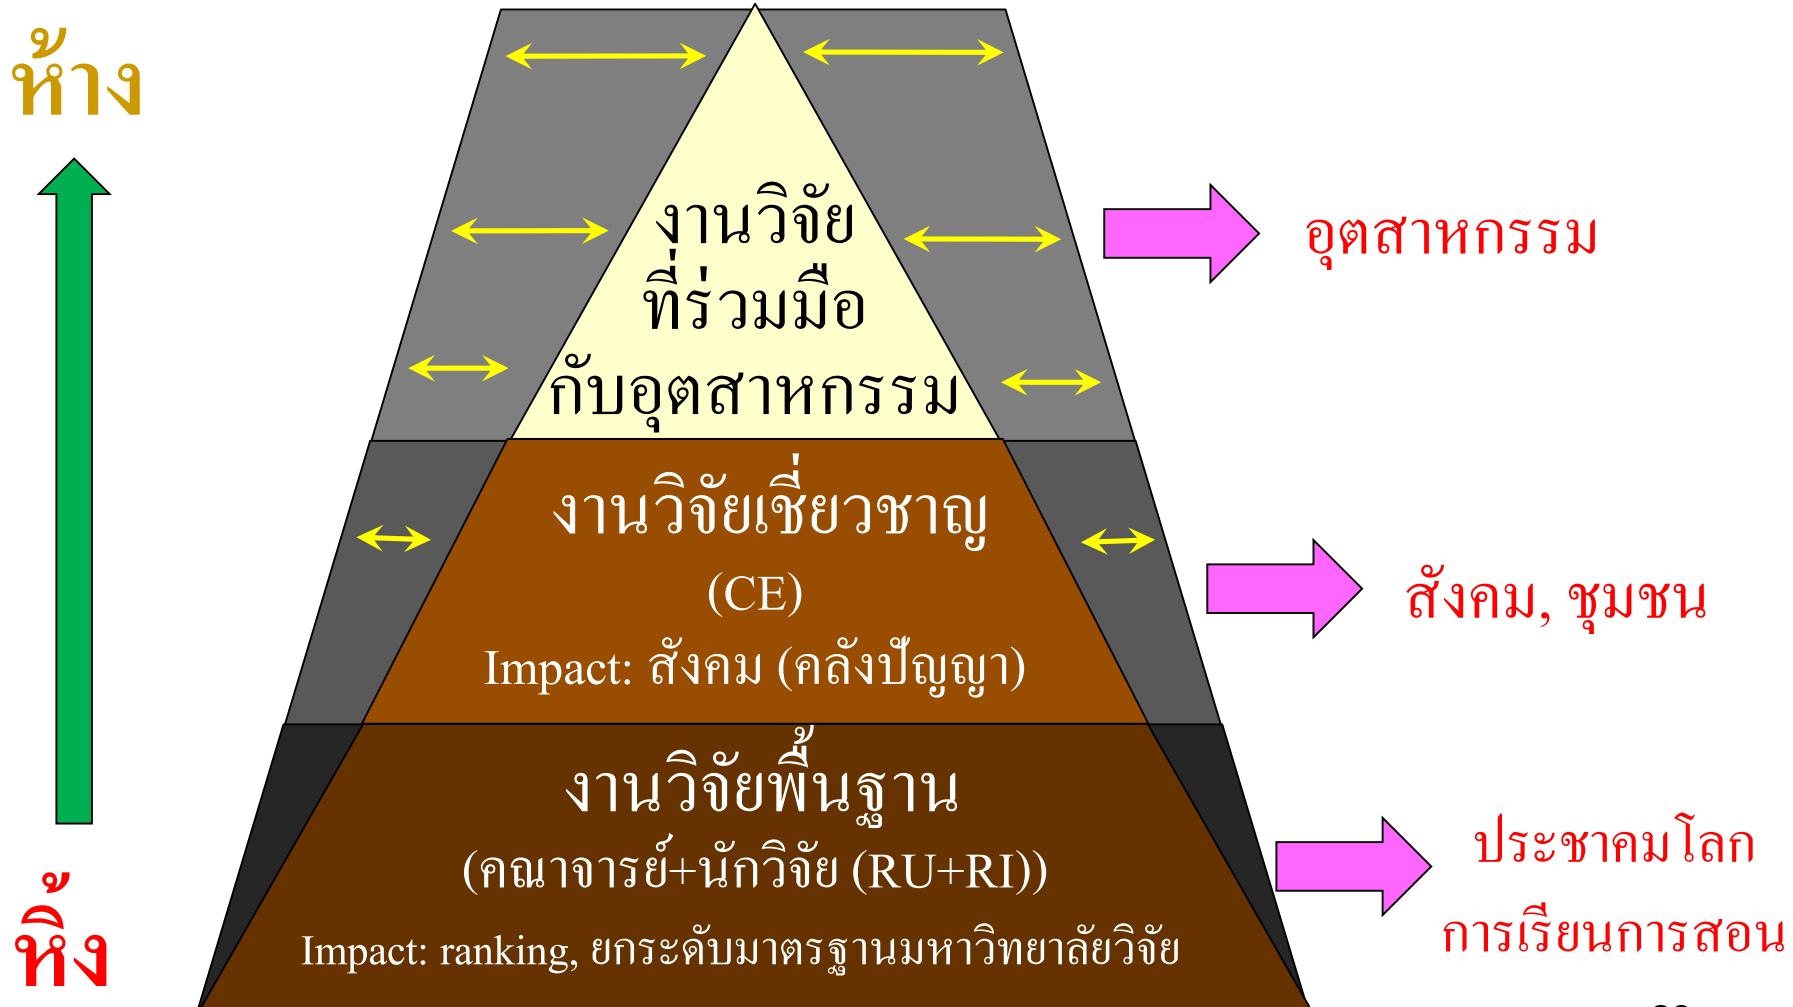 ห้าง
งานวิจัย
ที่ร่วมมือ
กับอุตสาหกรรม
อุตสาหกรรม
งานวิจัยเชี่ยวชาญ
(CE)
Impact: สังคม (คลังปัญญา)
สังคม, ชุมชน
งานวิจัยพื้นฐาน
(คณาจารย์+นักวิจัย (RU+RI))
Impact: ranking, ยกระดับมาตรฐานมหาวิทยาลัยวิจัย
ประชาคมโลก
การเรียนการสอน
หิ้ง